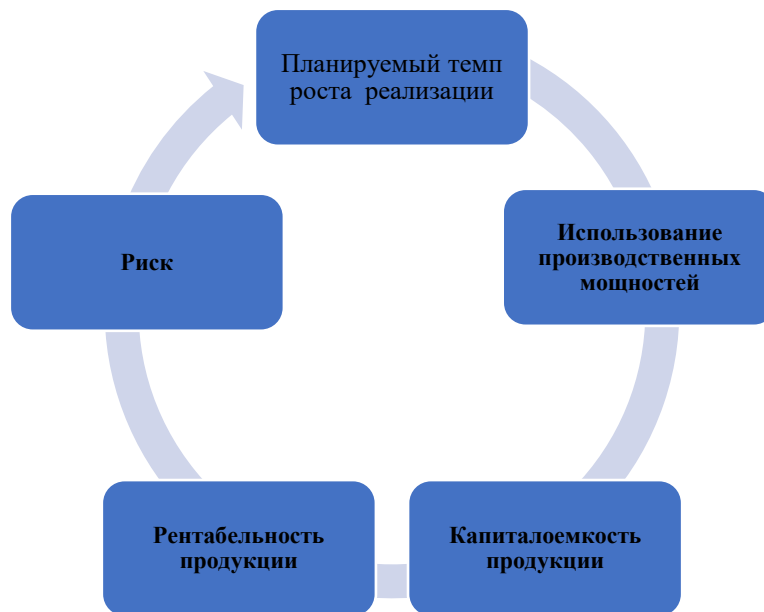 Планируемый темп
роста реализации
Использование
производственных
мощностей
Капиталоемкость
продукции
Рентабельность
продукции
Риск